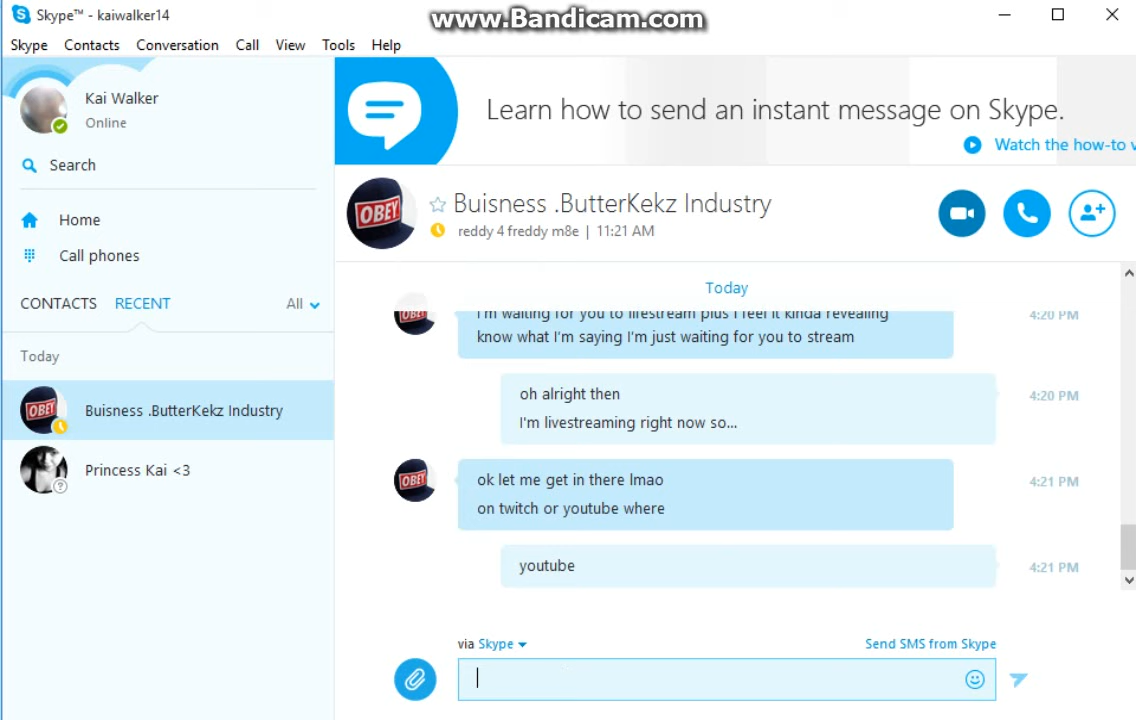 www.Bandicam.com
Skype™ - kaiwalker14
Skype Contacts Conversation Call View Tools Help
Kai Walker
Online
Search
Home
Call phones
CONTACTS RECENT All
Today
Buisness .ButterKekz Industry
Princess Kai <3
Learn how to send an instant message on Skype.
Watch the how-to v
OBEY
Buisness .ButterKekz Industry
reddy 4 freddy m8e | 11:21 AM
Today
I'm waiting for you to lifestream plus I feel it kinda revealing 4:20 PM
know what I'm saying I'm just waiting for you to stream
oh alright then 4:20 PM
I'm livestreaming right now so...
ok let me get in there lmao 4:21 PM
on twitch or youtube where
youtube 4:21 PM
via Skype Send SMS from Skype